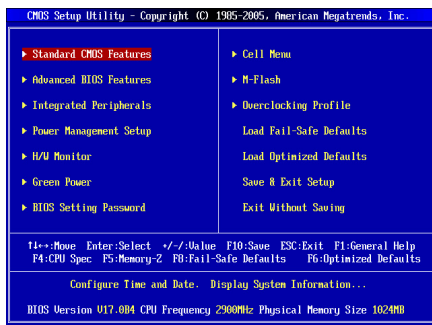 CMOS Setup Utility - Copyright (C) 1985-2005, American Megatrends, Inc.
▶ Standard CMOS Features
▶ Advanced BIOS Features
▶ Integrated Peripherals
▶ Power Management Setup
▶ H/W Monitor
▶ Green Power
▶ BIOS Setting Password
▶ Cell Menu
▶ M-Flash
▶ Overclocking Profile
Load Fail-Safe Defaults
Load Optimized Defaults
Save & Exit Setup
Exit Without Saving
↑↓←→:Move Enter:Select +/-/:Value F10:Save ESC:Exit F1:General Help
F4:CPU Spec F5:Memory-Z F8:Fail-Safe Defaults F6:Optimized Defaults
Configure Time and Date. Display System Information...
BIOS Version V17.0B4 CPU Frequency 2900MHz Physical Memory Size 1024MB